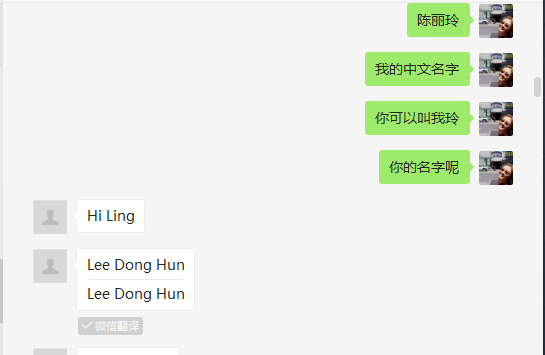 陈丽玲
我的中文名字
你可以叫我玲
你的名字呢
Hi Ling
Lee Dong Hun
Lee Dong Hun
微信翻译